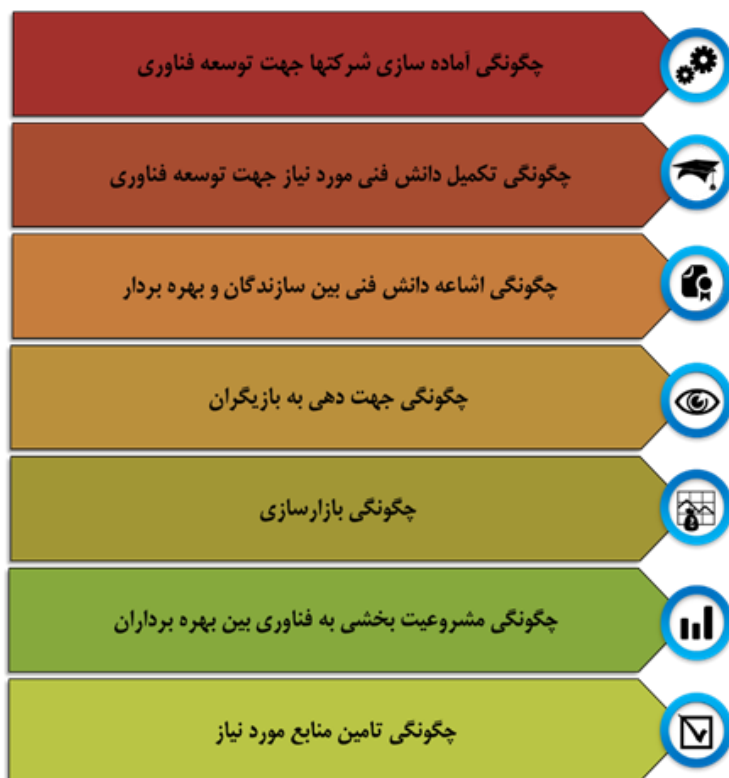 چگونگی آماده سازی شرکتها جهت توسعه فناوری
چگونگی تکمیل دانش فنی مورد نیاز جهت توسعه فناوری
چگونگی اشاعه دانش فنی بین سازندگان و بهره بردار
چگونگی جهت دهی به بازیگران
چگونگی بازارسازی
چگونگی مشروعیت بخشی به فناوری بین بهره برداران
چگونگی تامین منابع مورد نیاز